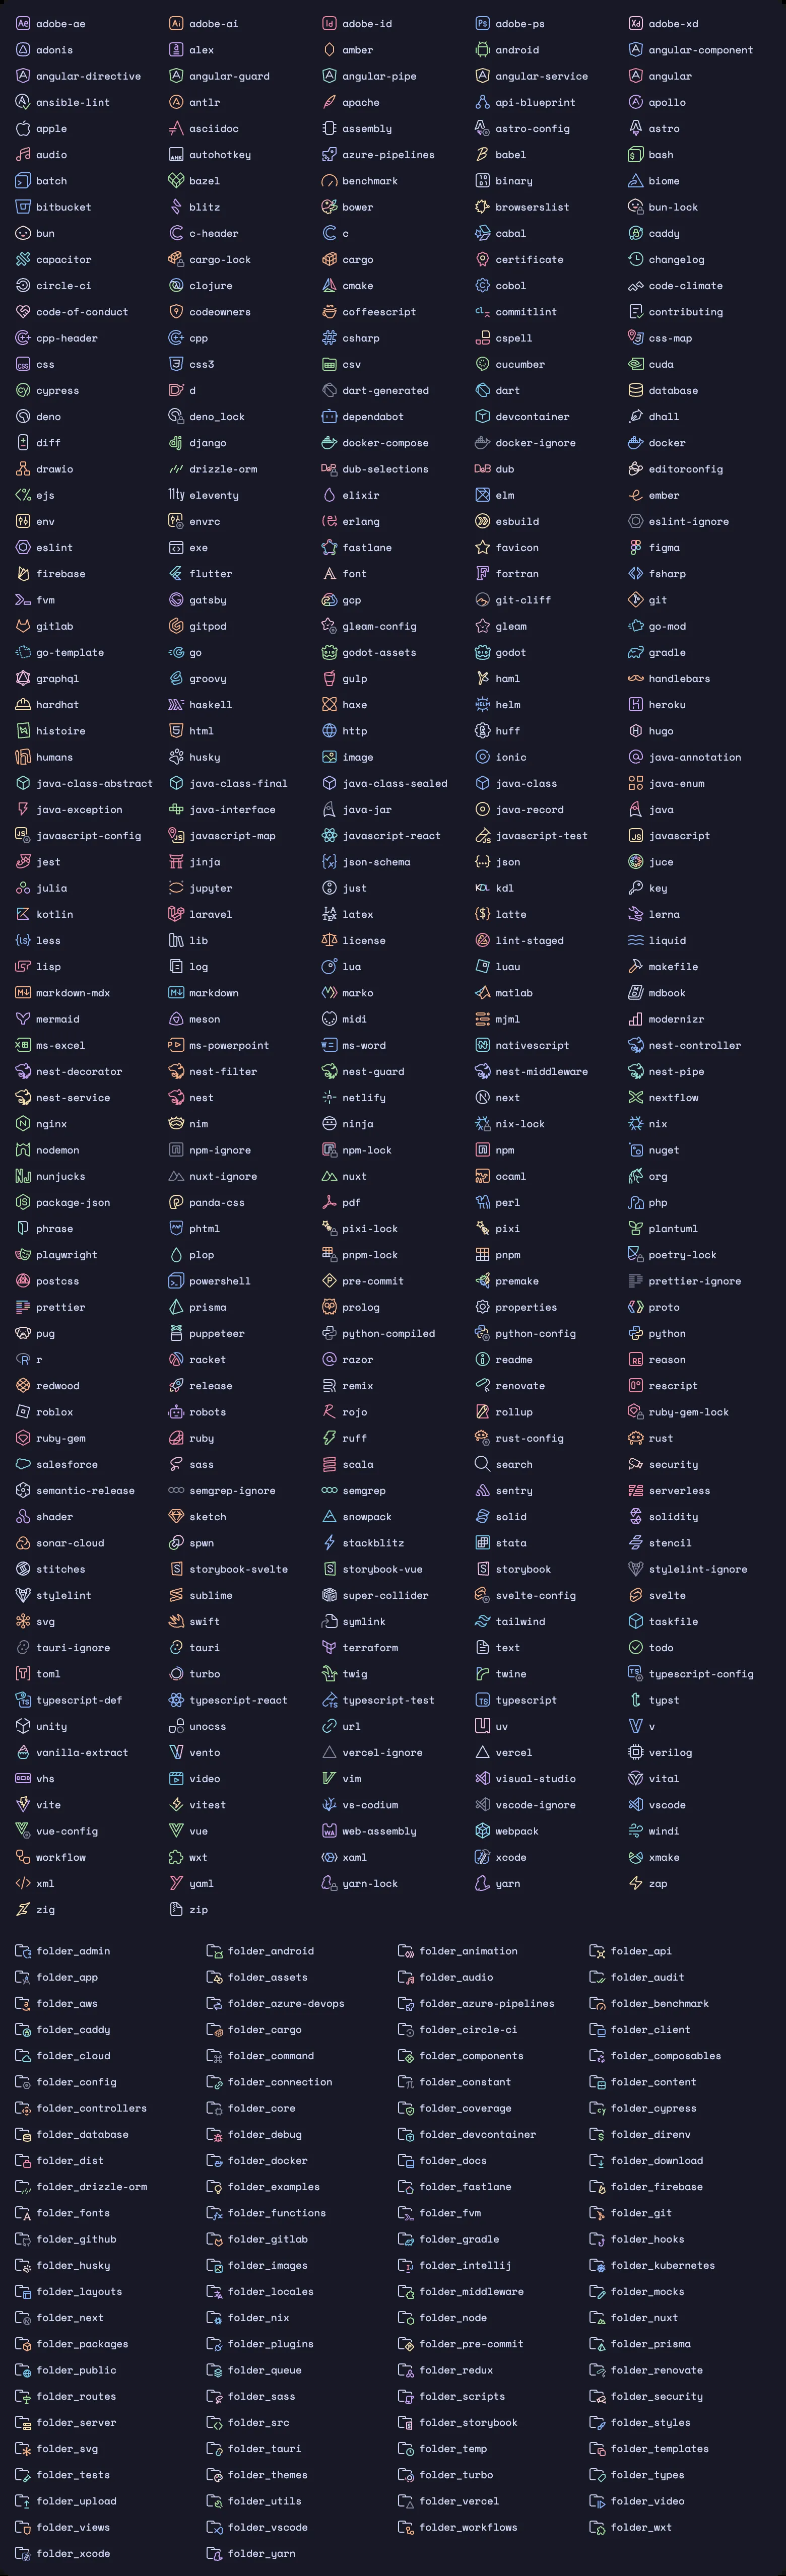 adobe-ae adobe-ai adobe-id adobe-ps adobe-xd
adonis alex amber android angular-component
angular-directive angular-guard angular-pipe angular-service angular
ansible-lint antlr apache api-blueprint apollo
apple asciidoc assembly astro-config astro
audio autohotkey azure-pipelines babel bash
batch bazel benchmark binary biome
bitbucket blitz bower browserslist bun-lock
bun c-header c cabal caddy
capacitor cargo-lock cargo certificate changelog
circle-ci clojure cmake cobol code-climate
code-of-conduct codeowners coffeescript commitlint contributing
cpp-header cpp csharp cspell css-map
css css3 csv cucumber cuda
cypress d dart-generated dart database
deno deno_lock dependabot devcontainer dhall
diff django docker-compose docker-ignore docker
drawio drizzle-orm dub-selections dub editorconfig
ejs eleventy elixir elm ember
env envrc erlang esbuild eslint-ignore
eslint exe fastlane favicon figma
firebase flutter font fortran fsharp
fvm gatsby gcp git-cliff git
gitlab gitpod gleam-config gleam go-mod
go-template go godot-assets godot gradle
graphql groovy gulp haml handlebars
hardhat haskell haxe helm heroku
histoire html http huff hugo
humans husky image ionic java-annotation
java-class-abstract java-class-final java-class-sealed java-class java-enum
java-exception java-interface java-jar java-record java
javascript-config javascript-map javascript-react javascript-test javascript
jest jinja json-schema json juce
julia jupyter just kdl key
kotlin laravel latex latte lerna
less lib license lint-staged liquid
lisp log lua luau makefile
markdown-mdx markdown marko matlab mdbook
mermaid meson midi mjml modernizr
ms-excel ms-powerpoint ms-word nativescript nest-controller
nest-decorator nest-filter nest-guard nest-middleware nest-pipe
nest-service nest netlify next nextflow
nginx nim ninja nix-lock nix
nodemon npm-ignore npm-lock npm nuget
nunjucks nuxt-ignore nuxt ocaml org
package-json panda-css pdf perl php
phrase phtml pixi-lock pixi plantuml
playwright plop pnpm-lock pnpm poetry-lock
postcss powershell pre-commit premake prettier-ignore
prettier prisma prolog properties proto
pug puppeteer python-compiled python-config python
r racket razor readme reason
redwood release remix renovate rescript
roblox robots rojo rollup ruby-gem-lock
ruby-gem ruby ruff rust-config rust
salesforce sass scala search security
semantic-release semgrep-ignore semgrep sentry serverless
shader sketch snowpack solid solidity
sonar-cloud spwn stackblitz stata stencil
stitches storybook-svelte storybook-vue storybook stylelint-ignore
stylelint sublime super-collider svelte-config svelte
svg swift symlink tailwind taskfile
tauri-ignore tauri terraform text todo
toml turbo twig twine typescript-config
typescript-def typescript-react typescript-test typescript typst
unity unocss url uv v
vanilla-extract vento vercel-ignore vercel verilog
vhs video vim visual-studio vital
vite vitest vs-codium vscode-ignore vscode
vue-config vue web-assembly webpack windi
workflow wxt xaml xcode xmake
xml yaml yarn-lock yarn zap
zig zip
folder_admin folder_android folder_animation folder_api
folder_app folder_assets folder_audio folder_audit
folder_aws folder_azure-devops folder_azure-pipelines folder_benchmark
folder_caddy folder_cargo folder_circle-ci folder_client
folder_cloud folder_command folder_components folder_composables
folder_config folder_connection folder_constant folder_content
folder_controllers folder_core folder_coverage folder_cypress
folder_database folder_debug folder_devcontainer folder_direnv
folder_dist folder_docker folder_docs folder_download
folder_drizzle-orm folder_examples folder_fastlane folder_firebase
folder_fonts folder_functions folder_fvm folder_git
folder_github folder_gitlab folder_gradle folder_hooks
folder_husky folder_images folder_intellij folder_kubernetes
folder_layouts folder_locales folder_middleware folder_mocks
folder_next folder_nix folder_node folder_nuxt
folder_packages folder_plugins folder_pre-commit folder_prisma
folder_public folder_queue folder_redux folder_renovate
folder_routes folder_sass folder_scripts folder_security
folder_server folder_src folder_storybook folder_styles
folder_svg folder_tauri folder_temp folder_templates
folder_tests folder_themes folder_turbo folder_types
folder_upload folder_utils folder_vercel folder_video
folder_views folder_vscode folder_workflows folder_wxt
folder_xcode folder_yarn